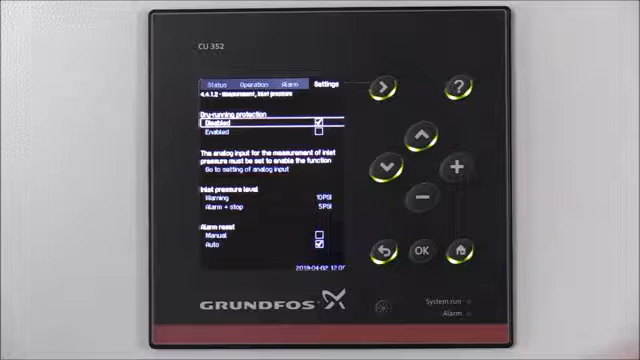 CU 352
Status Operation Alarm Settings
4.4.1.2 - Measurement, inlet pressure
Dry-running protection
Disabled
Enabled
The analog input for the measurement of inlet
pressure must be set to enable the function
Go to setting of analog input
Inlet pressure level
Warning 10PSI
Alarm + stop 5PSI
Alarm reset
Manual
Auto
2019-04-02 12:05
?
OK
GRUNDFOS
System run
Alarm